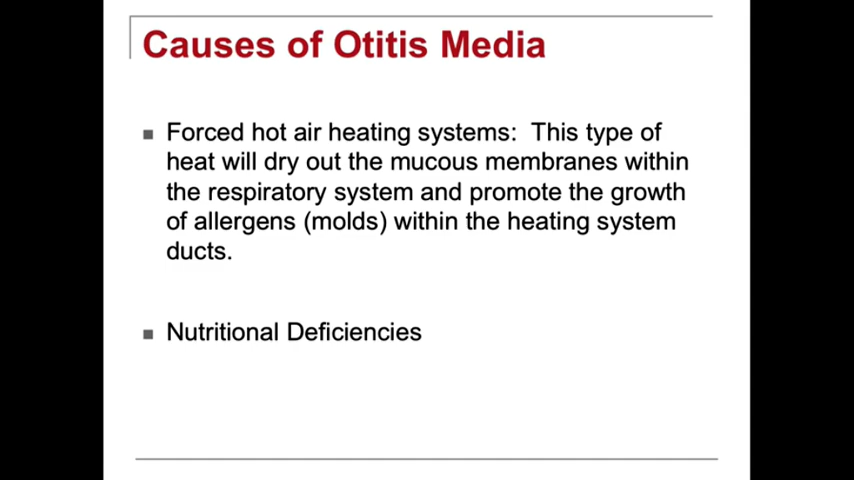 Causes of Otitis Media
Forced hot air heating systems: This type of
heat will dry out the mucous membranes within
the respiratory system and promote the growth
of allergens (molds) within the heating system
ducts.
Nutritional Deficiencies